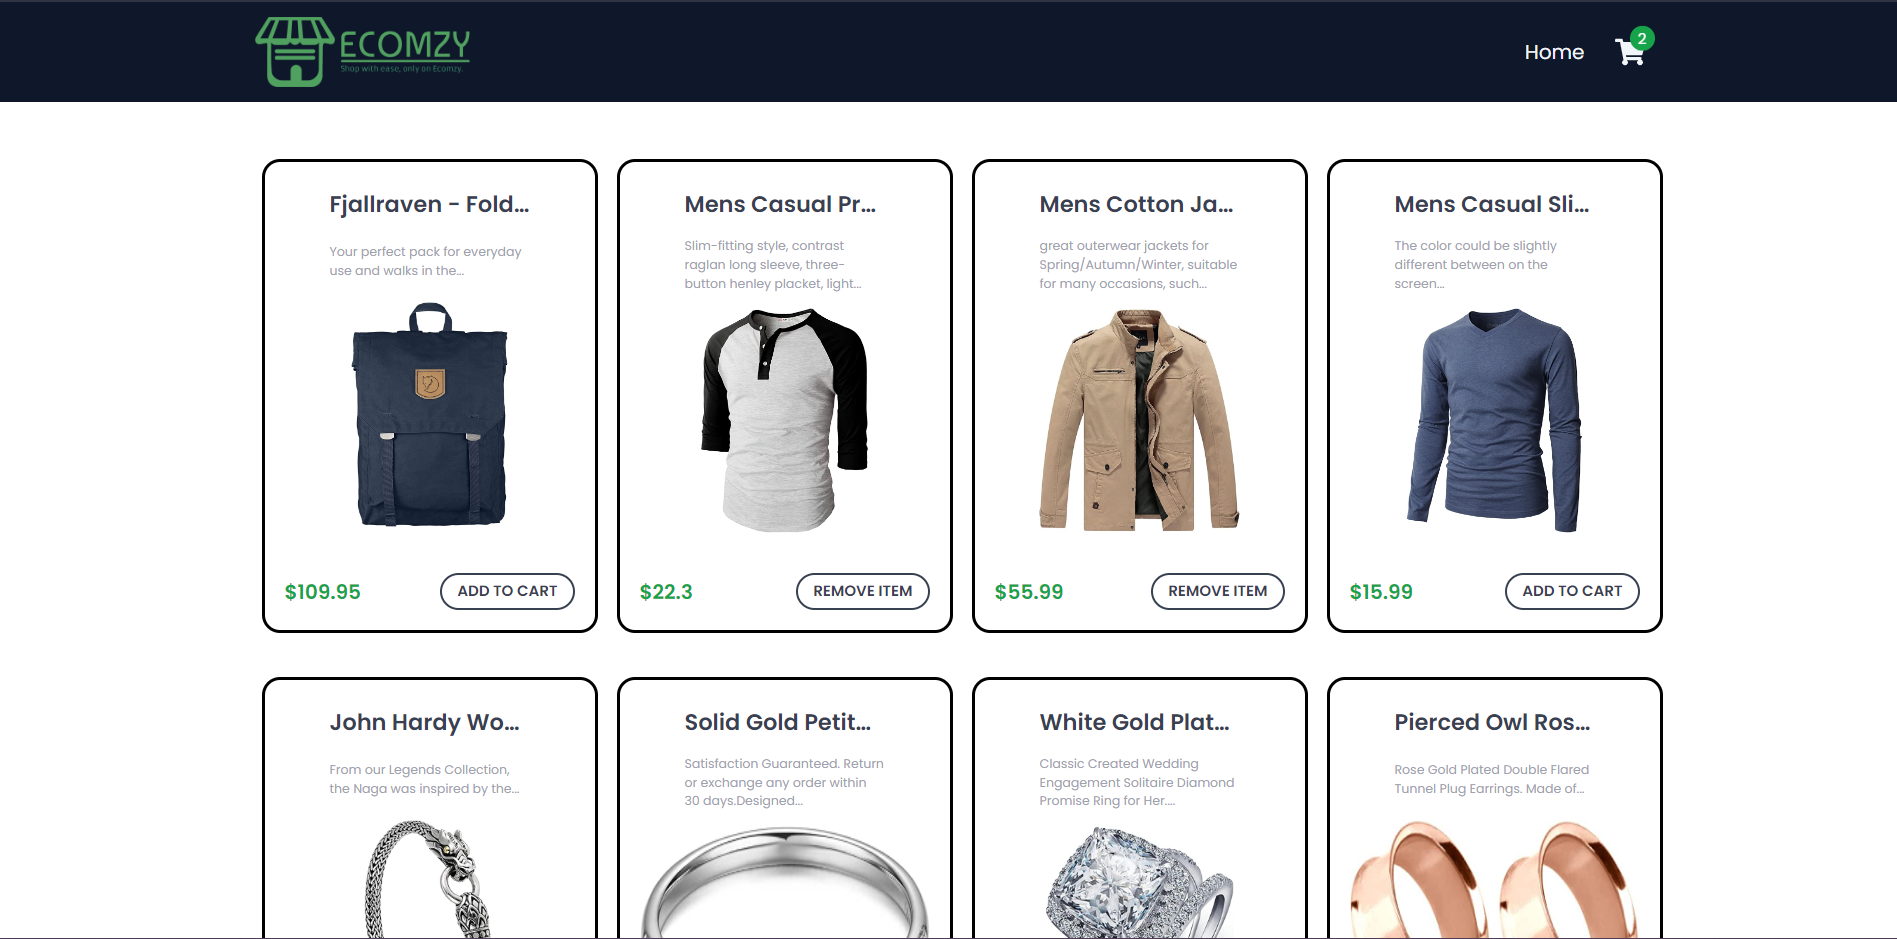 ECOMZY
Shop with ease, only on Ecomzy.
Home
2
Fjallraven - Fold...
Your perfect pack for everyday
use and walks in the...
$109.95
ADD TO CART
Mens Casual Pr...
Slim-fitting style, contrast
raglan long sleeve, three-
button henley placket, light...
$22.3
REMOVE ITEM
Mens Cotton Ja...
great outerwear jackets for
Spring/Autumn/Winter, suitable
for many occasions, such...
$55.99
REMOVE ITEM
Mens Casual Sli...
The color could be slightly
different between on the
screen...
$15.99
ADD TO CART
John Hardy Wo...
From our Legends Collection,
the Naga was inspired by the...
Solid Gold Petit...
Satisfaction Guaranteed. Return
or exchange any order within
30 days.Designed...
White Gold Plat...
Classic Created Wedding
Engagement Solitaire Diamond
Promise Ring for Her....
Pierced Owl Ros...
Rose Gold Plated Double Flared
Tunnel Plug Earrings. Made of...